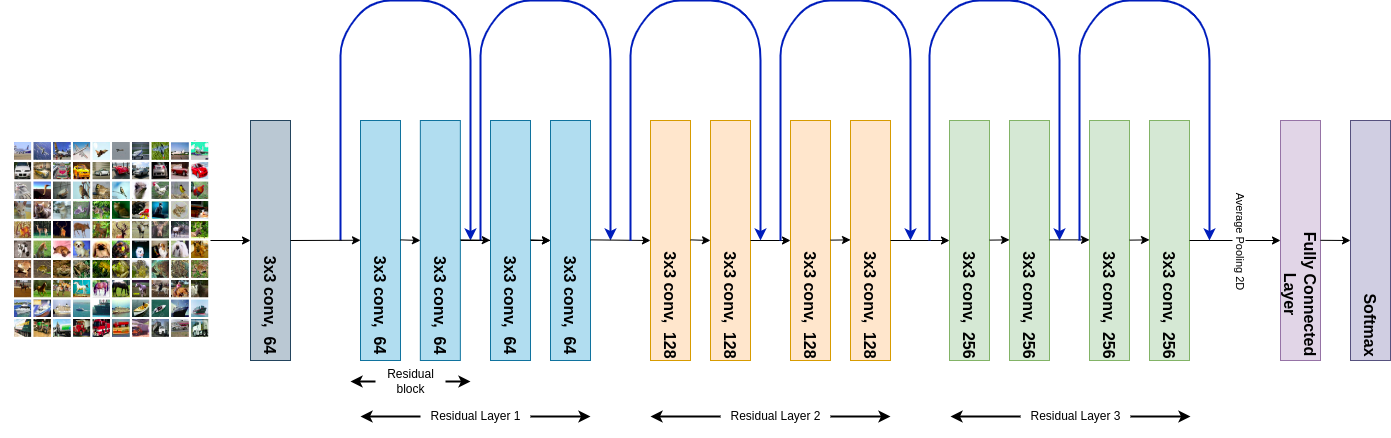 3x3 conv, 64
3x3 conv, 64
3x3 conv, 64
3x3 conv, 64
3x3 conv, 64
3x3 conv, 128
3x3 conv, 128
3x3 conv, 128
3x3 conv, 128
3x3 conv, 256
3x3 conv, 256
3x3 conv, 256
3x3 conv, 256
Average Pooling 2D
Fully Connected
Layer
Softmax
Residual
block
Residual Layer 1
Residual Layer 2
Residual Layer 3